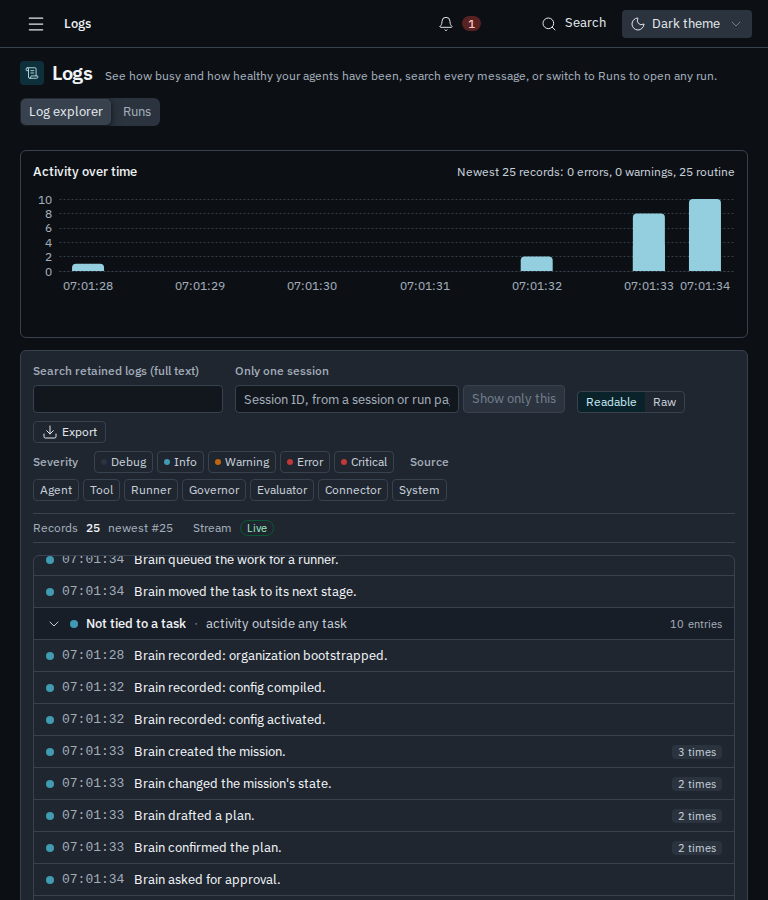 Logs
1
Search
Dark theme
Logs
See how busy and how healthy your agents have been, search every message, or switch to Runs to open any run.
Log explorer
Runs
Activity over time
Newest 25 records: 0 errors, 0 warnings, 25 routine
10
8
6
4
2
0
07:01:28
07:01:29
07:01:30
07:01:31
07:01:32
07:01:33
07:01:34
Search retained logs (full text)
Only one session
Session ID, from a session or run pa
Show only this
Readable
Raw
Export
Severity
Debug
Info
Warning
Error
Critical
Source
Agent
Tool
Runner
Governor
Evaluator
Connector
System
Records 25 newest #25
Stream
Live
07:01:34 Brain queued the work for a runner.
07:01:34 Brain moved the task to its next stage.
Not tied to a task · activity outside any task
10 entries
07:01:28 Brain recorded: organization bootstrapped.
07:01:32 Brain recorded: config compiled.
07:01:32 Brain recorded: config activated.
07:01:33 Brain created the mission.
3 times
07:01:33 Brain changed the mission's state.
2 times
07:01:33 Brain drafted a plan.
2 times
07:01:33 Brain confirmed the plan.
2 times
07:01:34 Brain asked for approval.